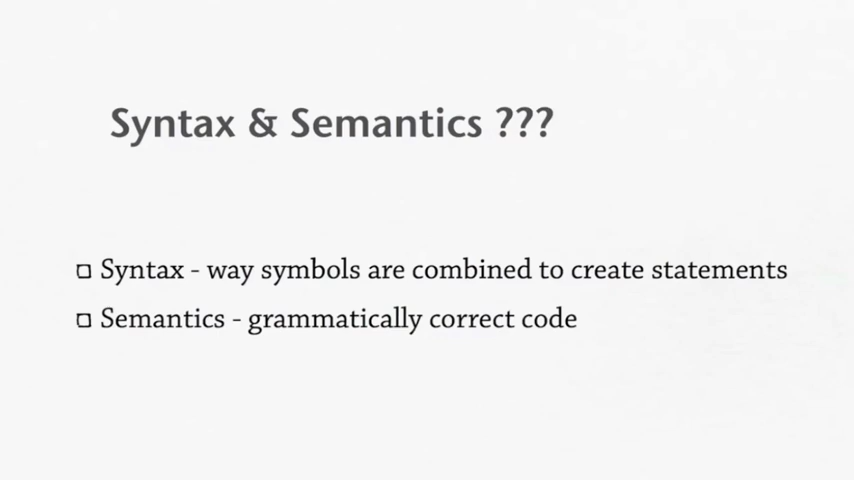 Syntax & Semantics ???
Syntax - way symbols are combined to create statements
Semantics - grammatically correct code